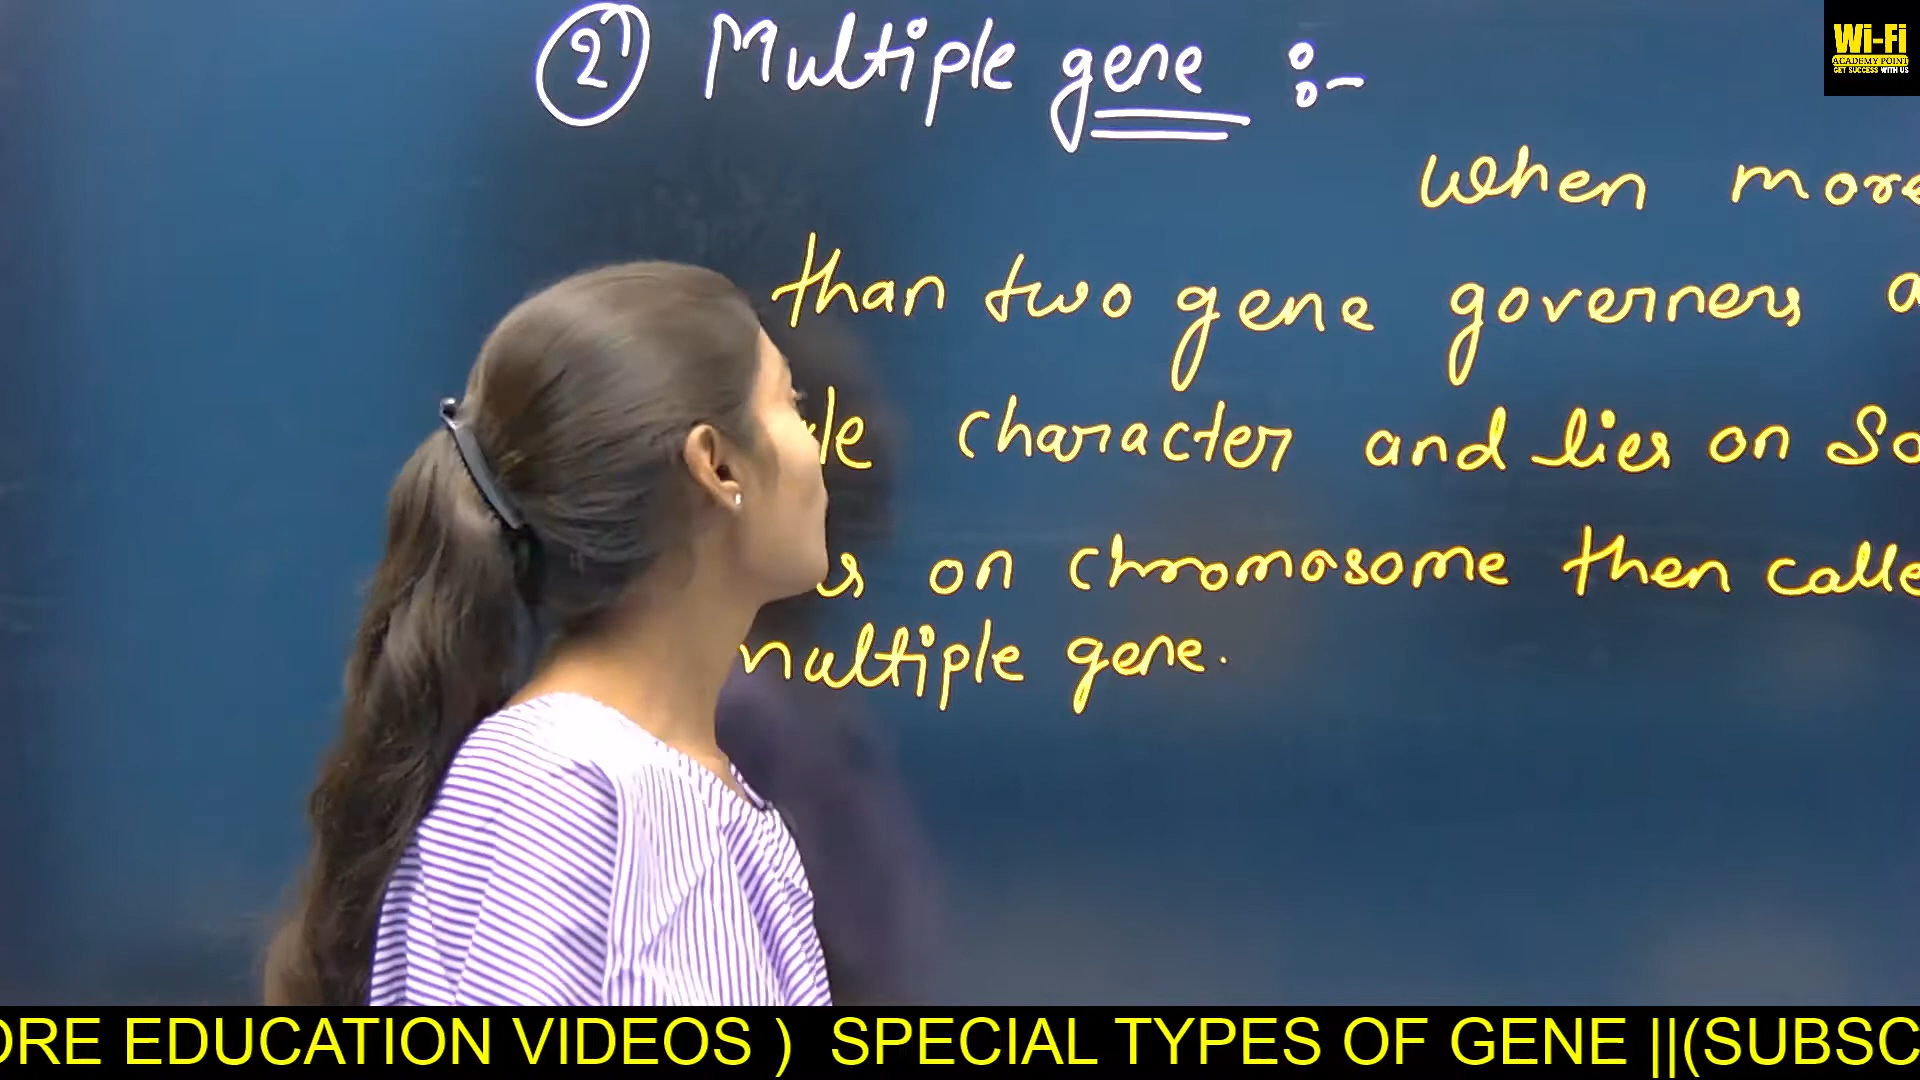 ② Multiple gene :-
When more
than two gene governers a
character and lies on So
on chromosome then calle
multiple gene.
Wi-Fi
ACADEMY POINT
GET SUCCESS WITH US
ORE EDUCATION VIDEOS ) SPECIAL TYPES OF GENE ||(SUBSC